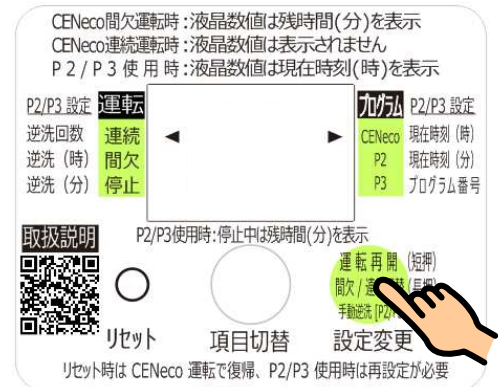 CENeco間欠運転時:液晶数値は残時間(分)を表示
CENeco連続運転時:液晶数値は表示されません
P2/P3使用時:液晶数値は現在時刻(時)を表示
P2/P3 設定 運転 プログラム P2/P3 設定
逆洗回数 連続 CENeco 現在時刻(時)
逆洗(時) 間欠 P2 現在時刻(分)
逆洗(分) 停止 P3 プログラム番号
取扱説明 P2/P3使用時:停止中は残時間(分)を表示
運転再開(短押)
間欠/
手動逆洗
リセット 項目切替 設定変更
リセット時は CENeco 運転で復帰、P2/P3 使用時は再設定が必要